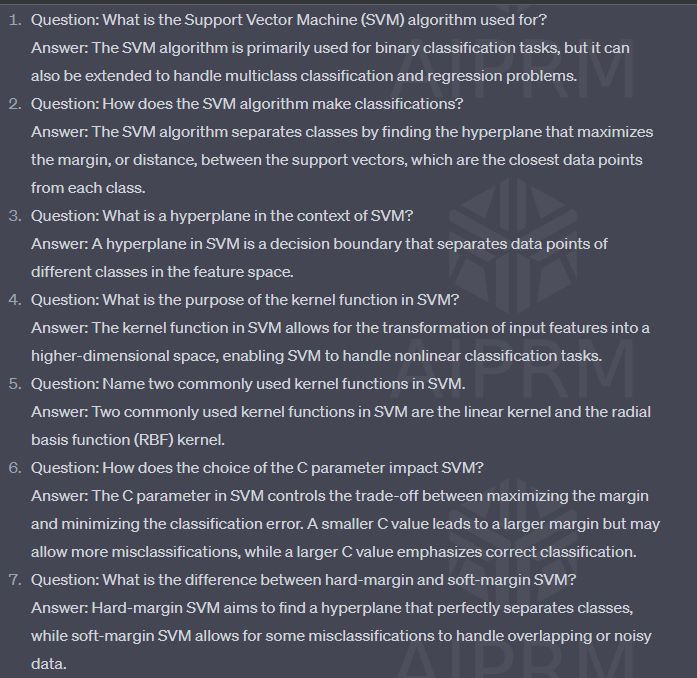 1. Question: What is the Support Vector Machine (SVM) algorithm used for?
Answer: The SVM algorithm is primarily used for binary classification tasks, but it can
also be extended to handle multiclass classification and regression problems.
2. Question: How does the SVM algorithm make classifications?
Answer: The SVM algorithm separates classes by finding the hyperplane that maximizes
the margin, or distance, between the support vectors, which are the closest data points
from each class.
3. Question: What is a hyperplane in the context of SVM?
Answer: A hyperplane in SVM is a decision boundary that separates data points of
different classes in the feature space.
4. Question: What is the purpose of the kernel function in SVM?
Answer: The kernel function in SVM allows for the transformation of input features into a
higher-dimensional space, enabling SVM to handle nonlinear classification tasks.
5. Question: Name two commonly used kernel functions in SVM.
Answer: Two commonly used kernel functions in SVM are the linear kernel and the radial
basis function (RBF) kernel.
6. Question: How does the choice of the C parameter impact SVM?
Answer: The C parameter in SVM controls the trade-off between maximizing the margin
and minimizing the classification error. A smaller C value leads to a larger margin but may
allow more misclassifications, while a larger C value emphasizes correct classification.
7. Question: What is the difference between hard-margin and soft-margin SVM?
Answer: Hard-margin SVM aims to find a hyperplane that perfectly separates classes,
while soft-margin SVM allows for some misclassifications to handle overlapping or noisy
data.
AIPRM
AIPRM
AIPRM